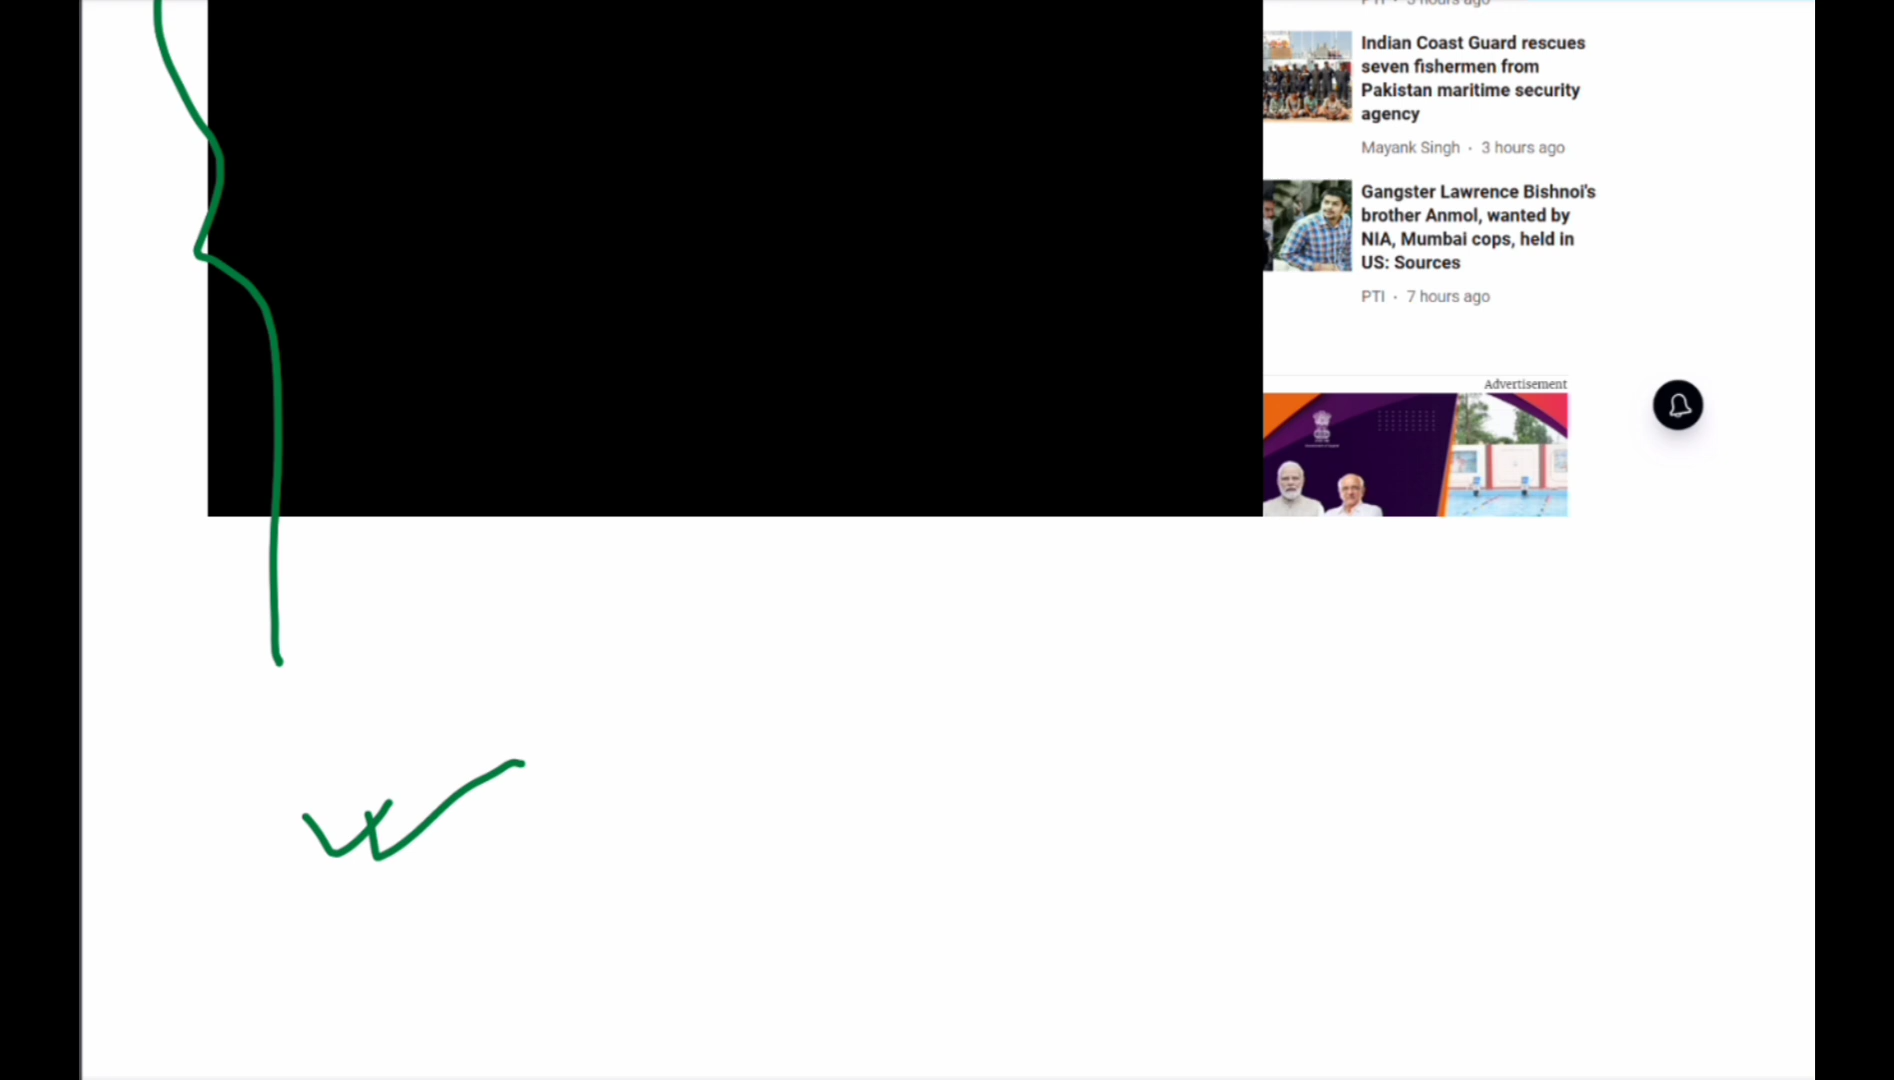 Indian Coast Guard rescues
seven fishermen from
Pakistan maritime security
agency
Mayank Singh · 3 hours ago
Gangster Lawrence Bishnoi's
brother Anmol, wanted by
NIA, Mumbai cops, held in
US: Sources
PTI · 7 hours ago
Advertisement